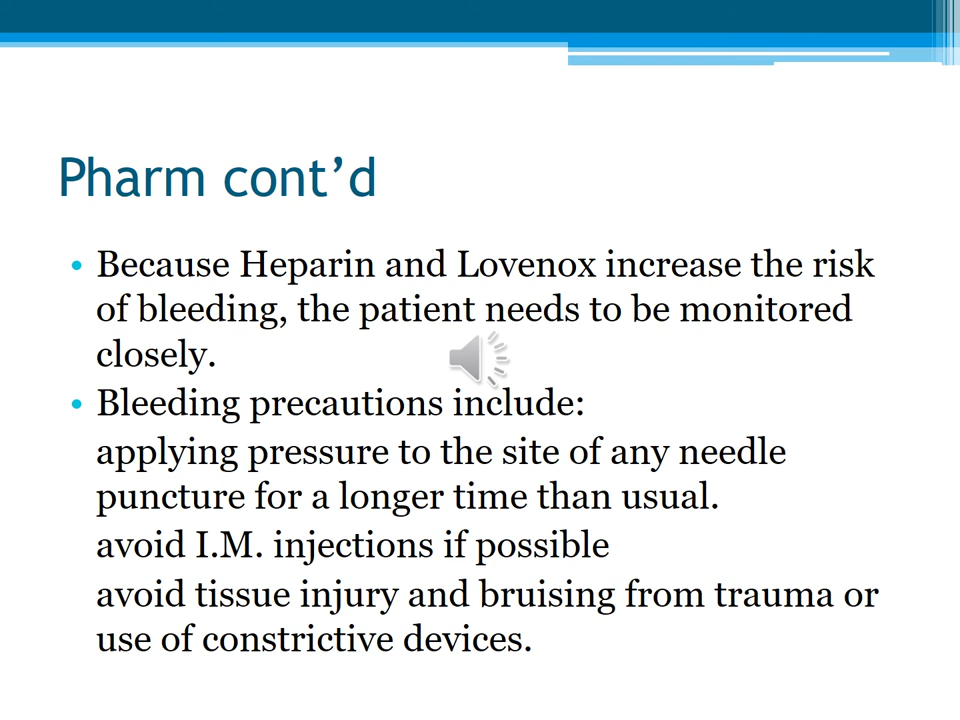 Pharm cont’d
• Because Heparin and Lovenox increase the risk
of bleeding, the patient needs to be monitored
closely.
• Bleeding precautions include:
applying pressure to the site of any needle
puncture for a longer time than usual.
avoid I.M. injections if possible
avoid tissue injury and bruising from trauma or
use of constrictive devices.